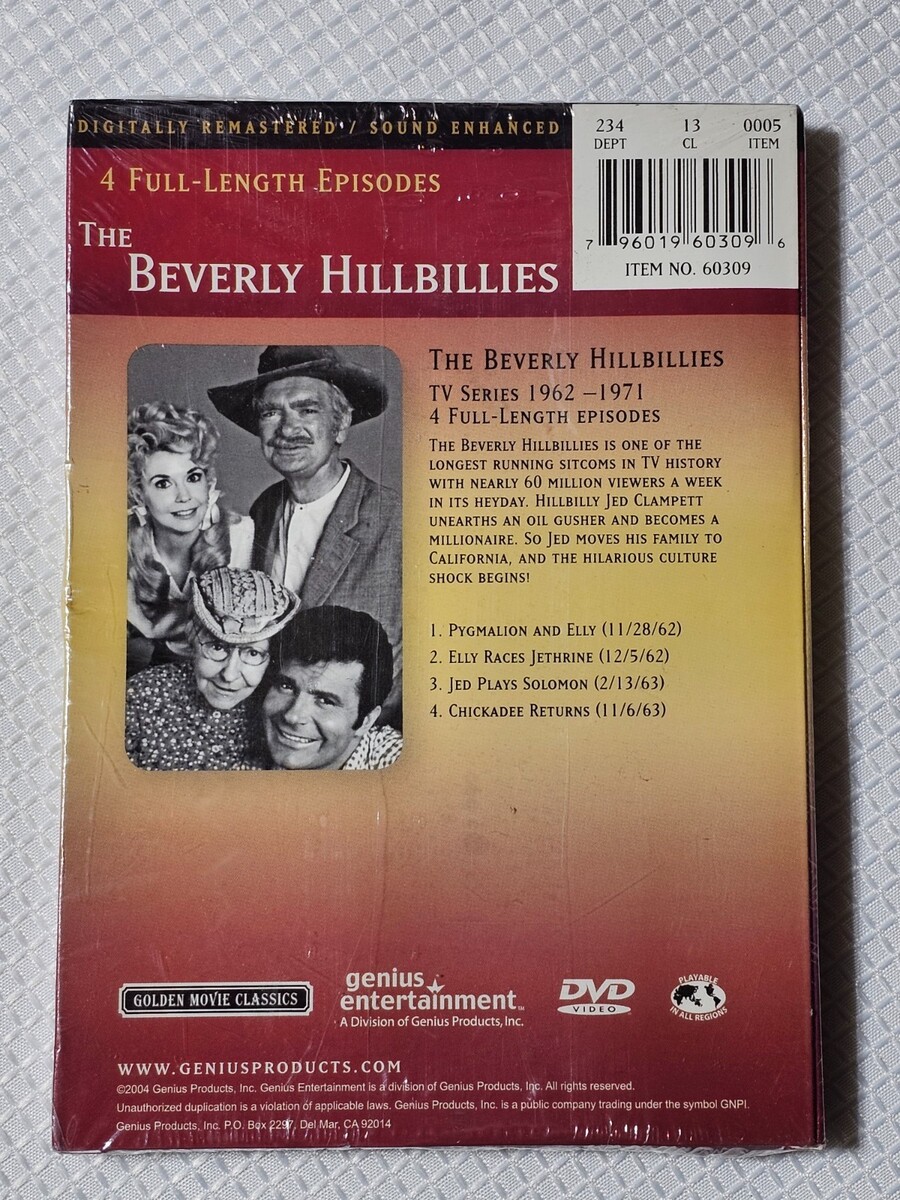 DIGITALLY REMASTERED / SOUND ENHANCED
234 13 0005
DEPT CL ITEM
7 96019 60309 6
ITEM NO. 60309
4 FULL-LENGTH EPISODES
THE
BEVERLY HILLBILLIES
THE BEVERLY HILLBILLIES
TV SERIES 1962 –1971
4 FULL-LENGTH EPISODES
THE BEVERLY HILLBILLIES IS ONE OF THE
LONGEST RUNNING SITCOMS IN TV HISTORY
WITH NEARLY 60 MILLION VIEWERS A WEEK
IN ITS HEYDAY. HILLBILLY JED CLAMPETT
UNEARTHS AN OIL GUSHER AND BECOMES A
MILLIONAIRE. SO JED MOVES HIS FAMILY TO
CALIFORNIA, AND THE HILARIOUS CULTURE
SHOCK BEGINS!
1. PYGMALION AND ELLY (11/28/62)
2. ELLY RACES JETHRINE (12/5/62)
3. JED PLAYS SOLOMON (2/13/63)
4. CHICKADEE RETURNS (11/6/63)
GOLDEN MOVIE CLASSICS
genius
entertainment™
A Division of Genius Products, Inc.
DVD
VIDEO
PLAYABLE
IN ALL REGIONS
WWW.GENIUSPRODUCTS.COM
©2004 Genius Products, Inc. Genius Entertainment is a division of Genius Products, Inc. All rights reserved.
Unauthorized duplication is a violation of applicable laws. Genius Products, Inc. is a public company trading under the symbol GNPI.
Genius Products, Inc. P.O. Box 2297, Del Mar, CA 92014